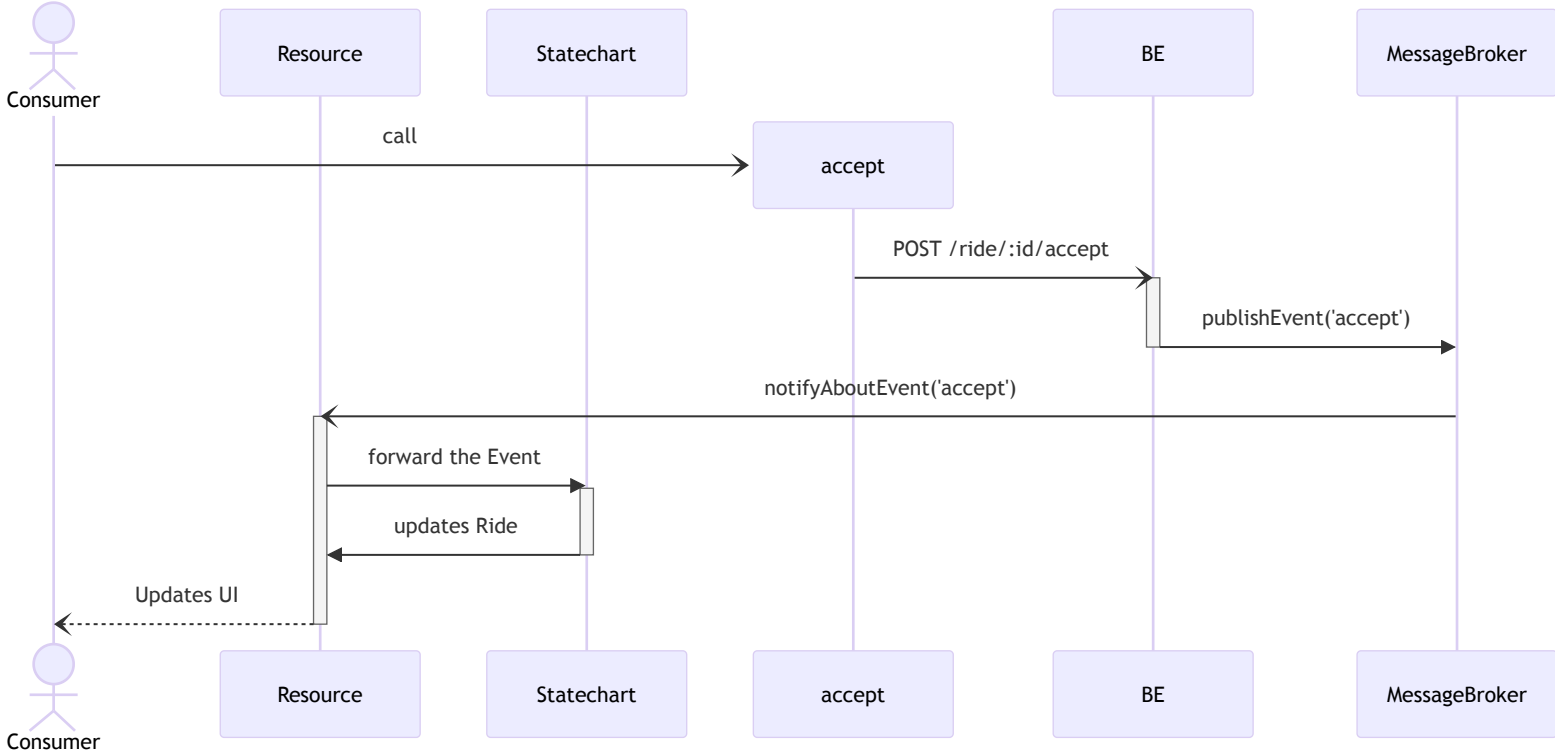 Consumer
Resource
Statechart
BE
MessageBroker
call
accept
POST /ride/:id/accept
publishEvent('accept')
notifyAboutEvent('accept')
forward the Event
updates Ride
Updates UI
Consumer
Resource
Statechart
accept
BE
MessageBroker